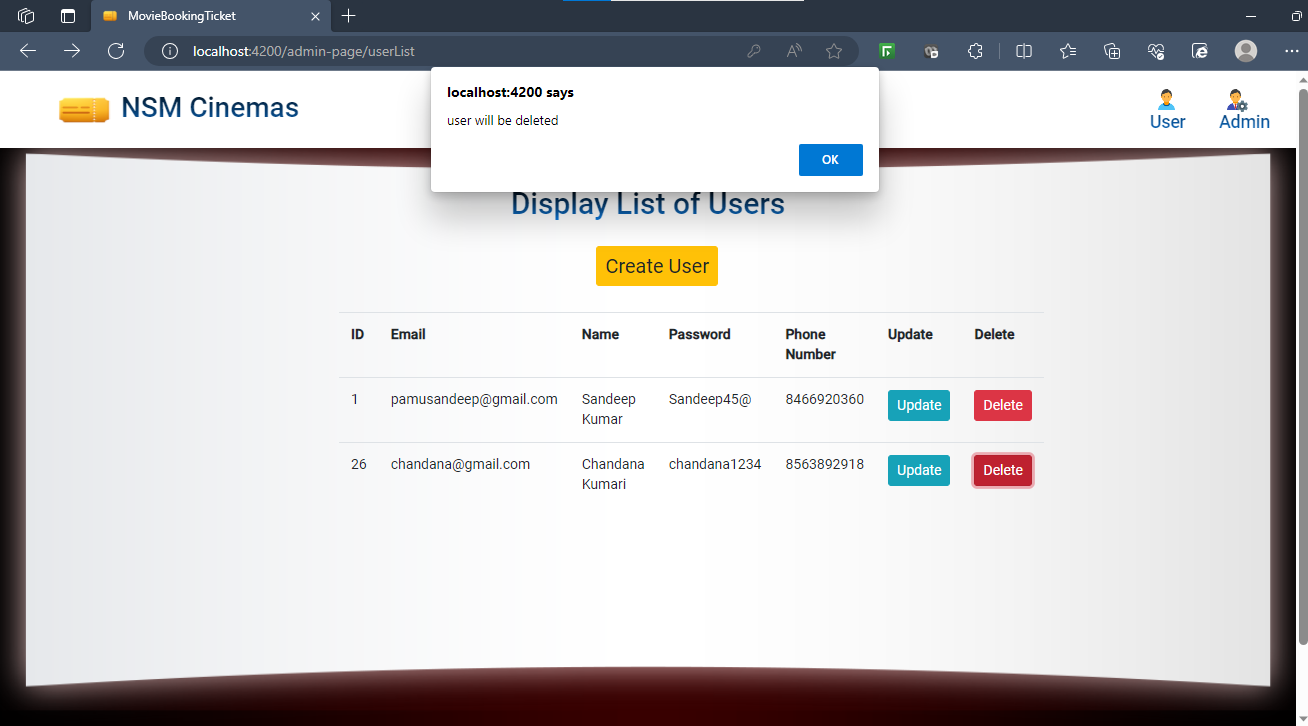 MovieBookingTicket
localhost:4200/admin-page/userList
localhost:4200 says
user will be deleted
OK
NSM Cinemas
User
Admin
Display List of Users
Create User
ID Email Name Password Phone Number Update Delete
1 pamusandeep@gmail.com Sandeep Kumar Sandeep45@ 8466920360 Update Delete
26 chandana@gmail.com Chandana Kumari chandana1234 8563892918 Update Delete